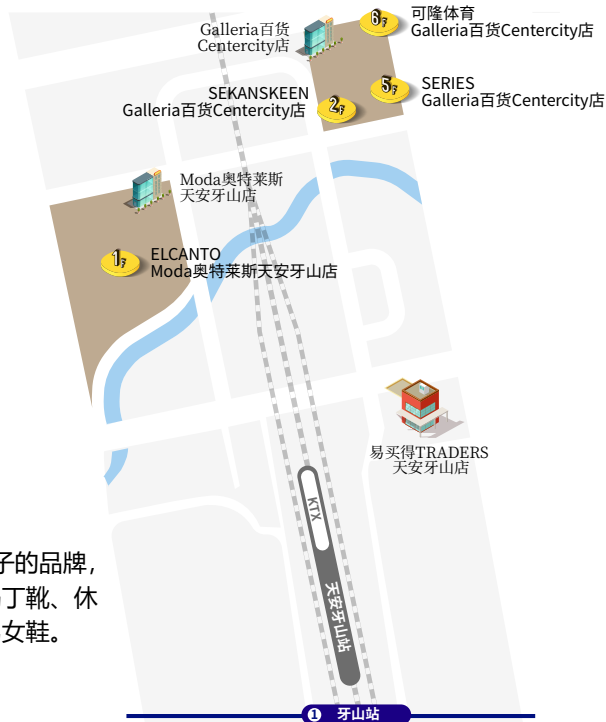 6F
可隆体育
Galleria百货Centercity店
Galleria百货
Centercity店
5F
SERIES
Galleria百货Centercity店
SEKANSKEEN
Galleria百货Centercity店
2F
Moda奥特莱斯
天安牙山店
1F
ELCANTO
Moda奥特莱斯天安牙山店
易买得TRADERS
天安牙山店
KTX
天安牙山站
子的品牌，
丁靴、休
女鞋。
1 牙山站